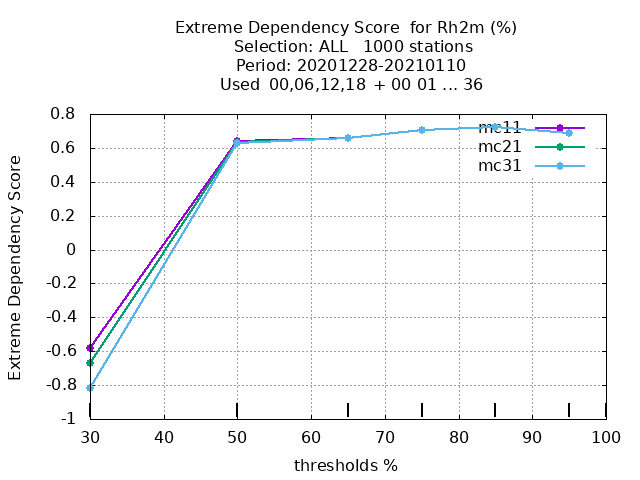 Extreme Dependency Score  for Rh2m (%)
Selection: ALL   1000 stations
Period: 20201228-20210110
Used  00,06,12,18  + 00 01 ... 36
Extreme Dependency Score
0.8
0.6
0.4
0.2
0
-0.2
-0.4
-0.6
-0.8
-1
mc11
mc21
mc31
30 40 50 60 70 80 90 100
thresholds %